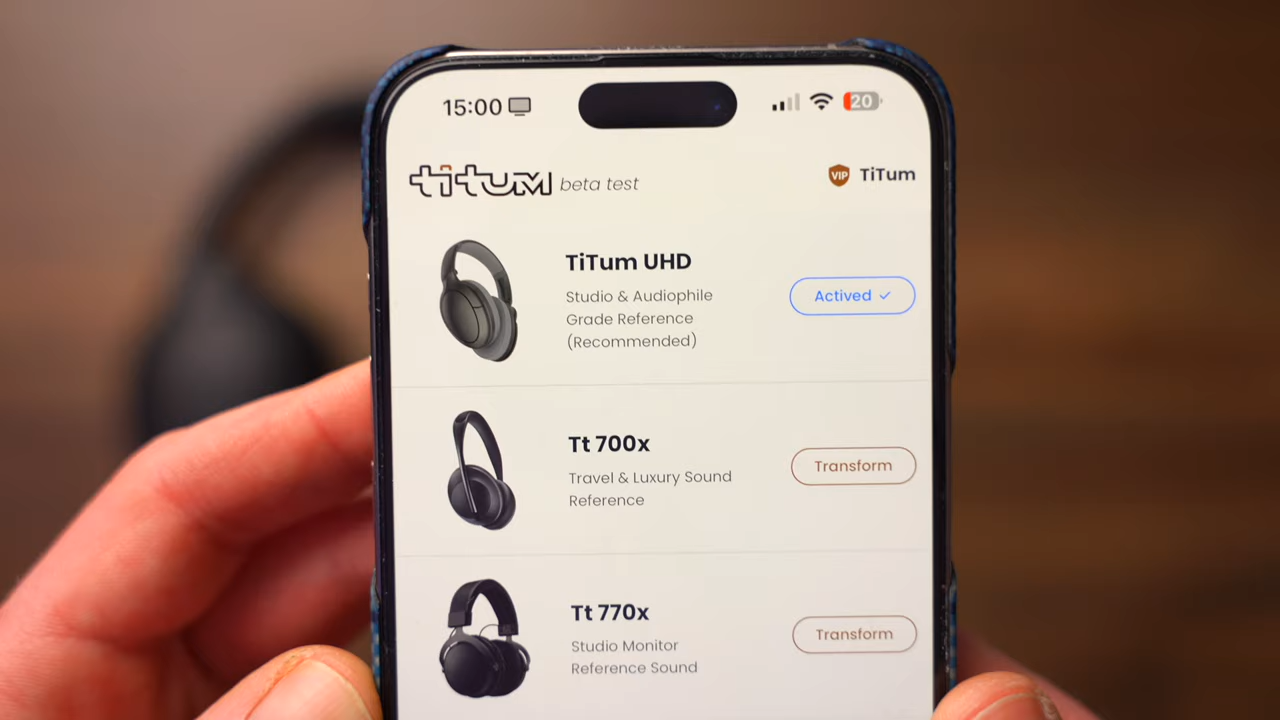 15:00
20
titum beta test
VIP TiTum
TiTum UHD
Studio & Audiophile
Grade Reference
(Recommended)
Actived ✓
Tt 700x
Travel & Luxury Sound
Reference
Transform
Tt 770x
Studio Monitor
Reference Sound
Transform